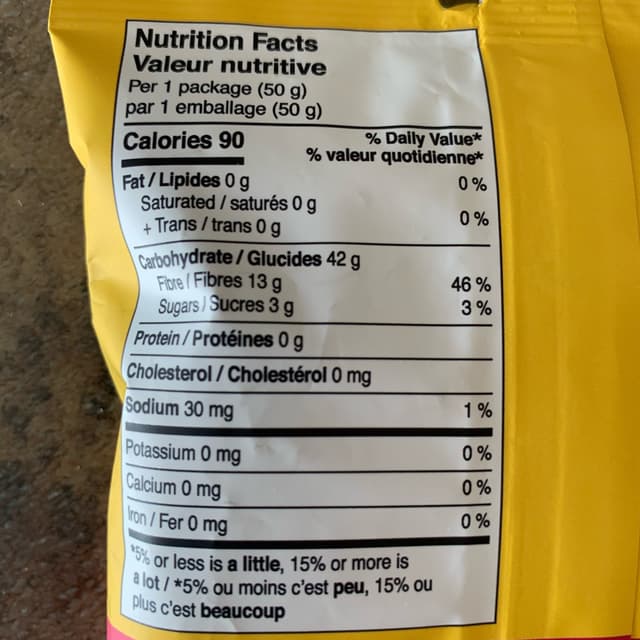 Nutrition Facts
Valeur nutritive
Per 1 package (50 g)
par 1 emballage (50 g)
Calories 90
% Daily Value*
% valeur quotidienne*
Fat / Lipides 0 g 0 %
Saturated / saturés 0 g
+ Trans / trans 0 g 0 %
Carbohydrate / Glucides 42 g
Fibre / Fibres 13 g 46 %
Sugars / Sucres 3 g 3 %
Protein / Protéines 0 g
Cholesterol / Cholestérol 0 mg
Sodium 30 mg 1 %
Potassium 0 mg 0 %
Calcium 0 mg 0 %
Iron / Fer 0 mg 0 %
*5% or less is a little, 15% or more is
a lot / *5% ou moins c'est peu, 15% ou
plus c'est beaucoup